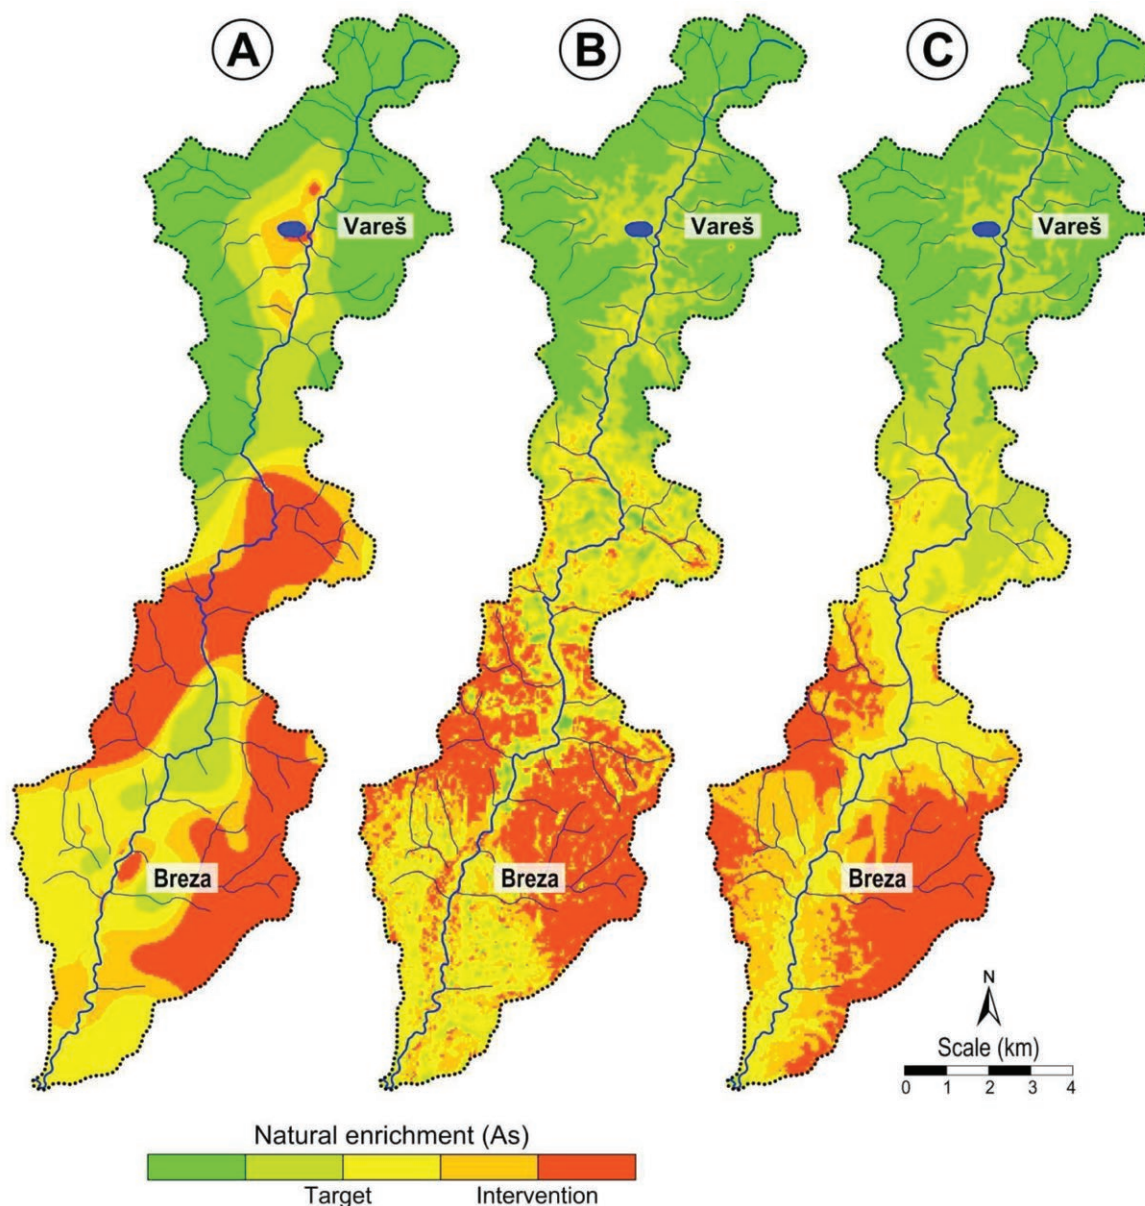 A B C
Vareš Vareš Vareš
Breza Breza Breza
N
Scale (km)
0 1 2 3 4
Natural enrichment (As)
Target Intervention